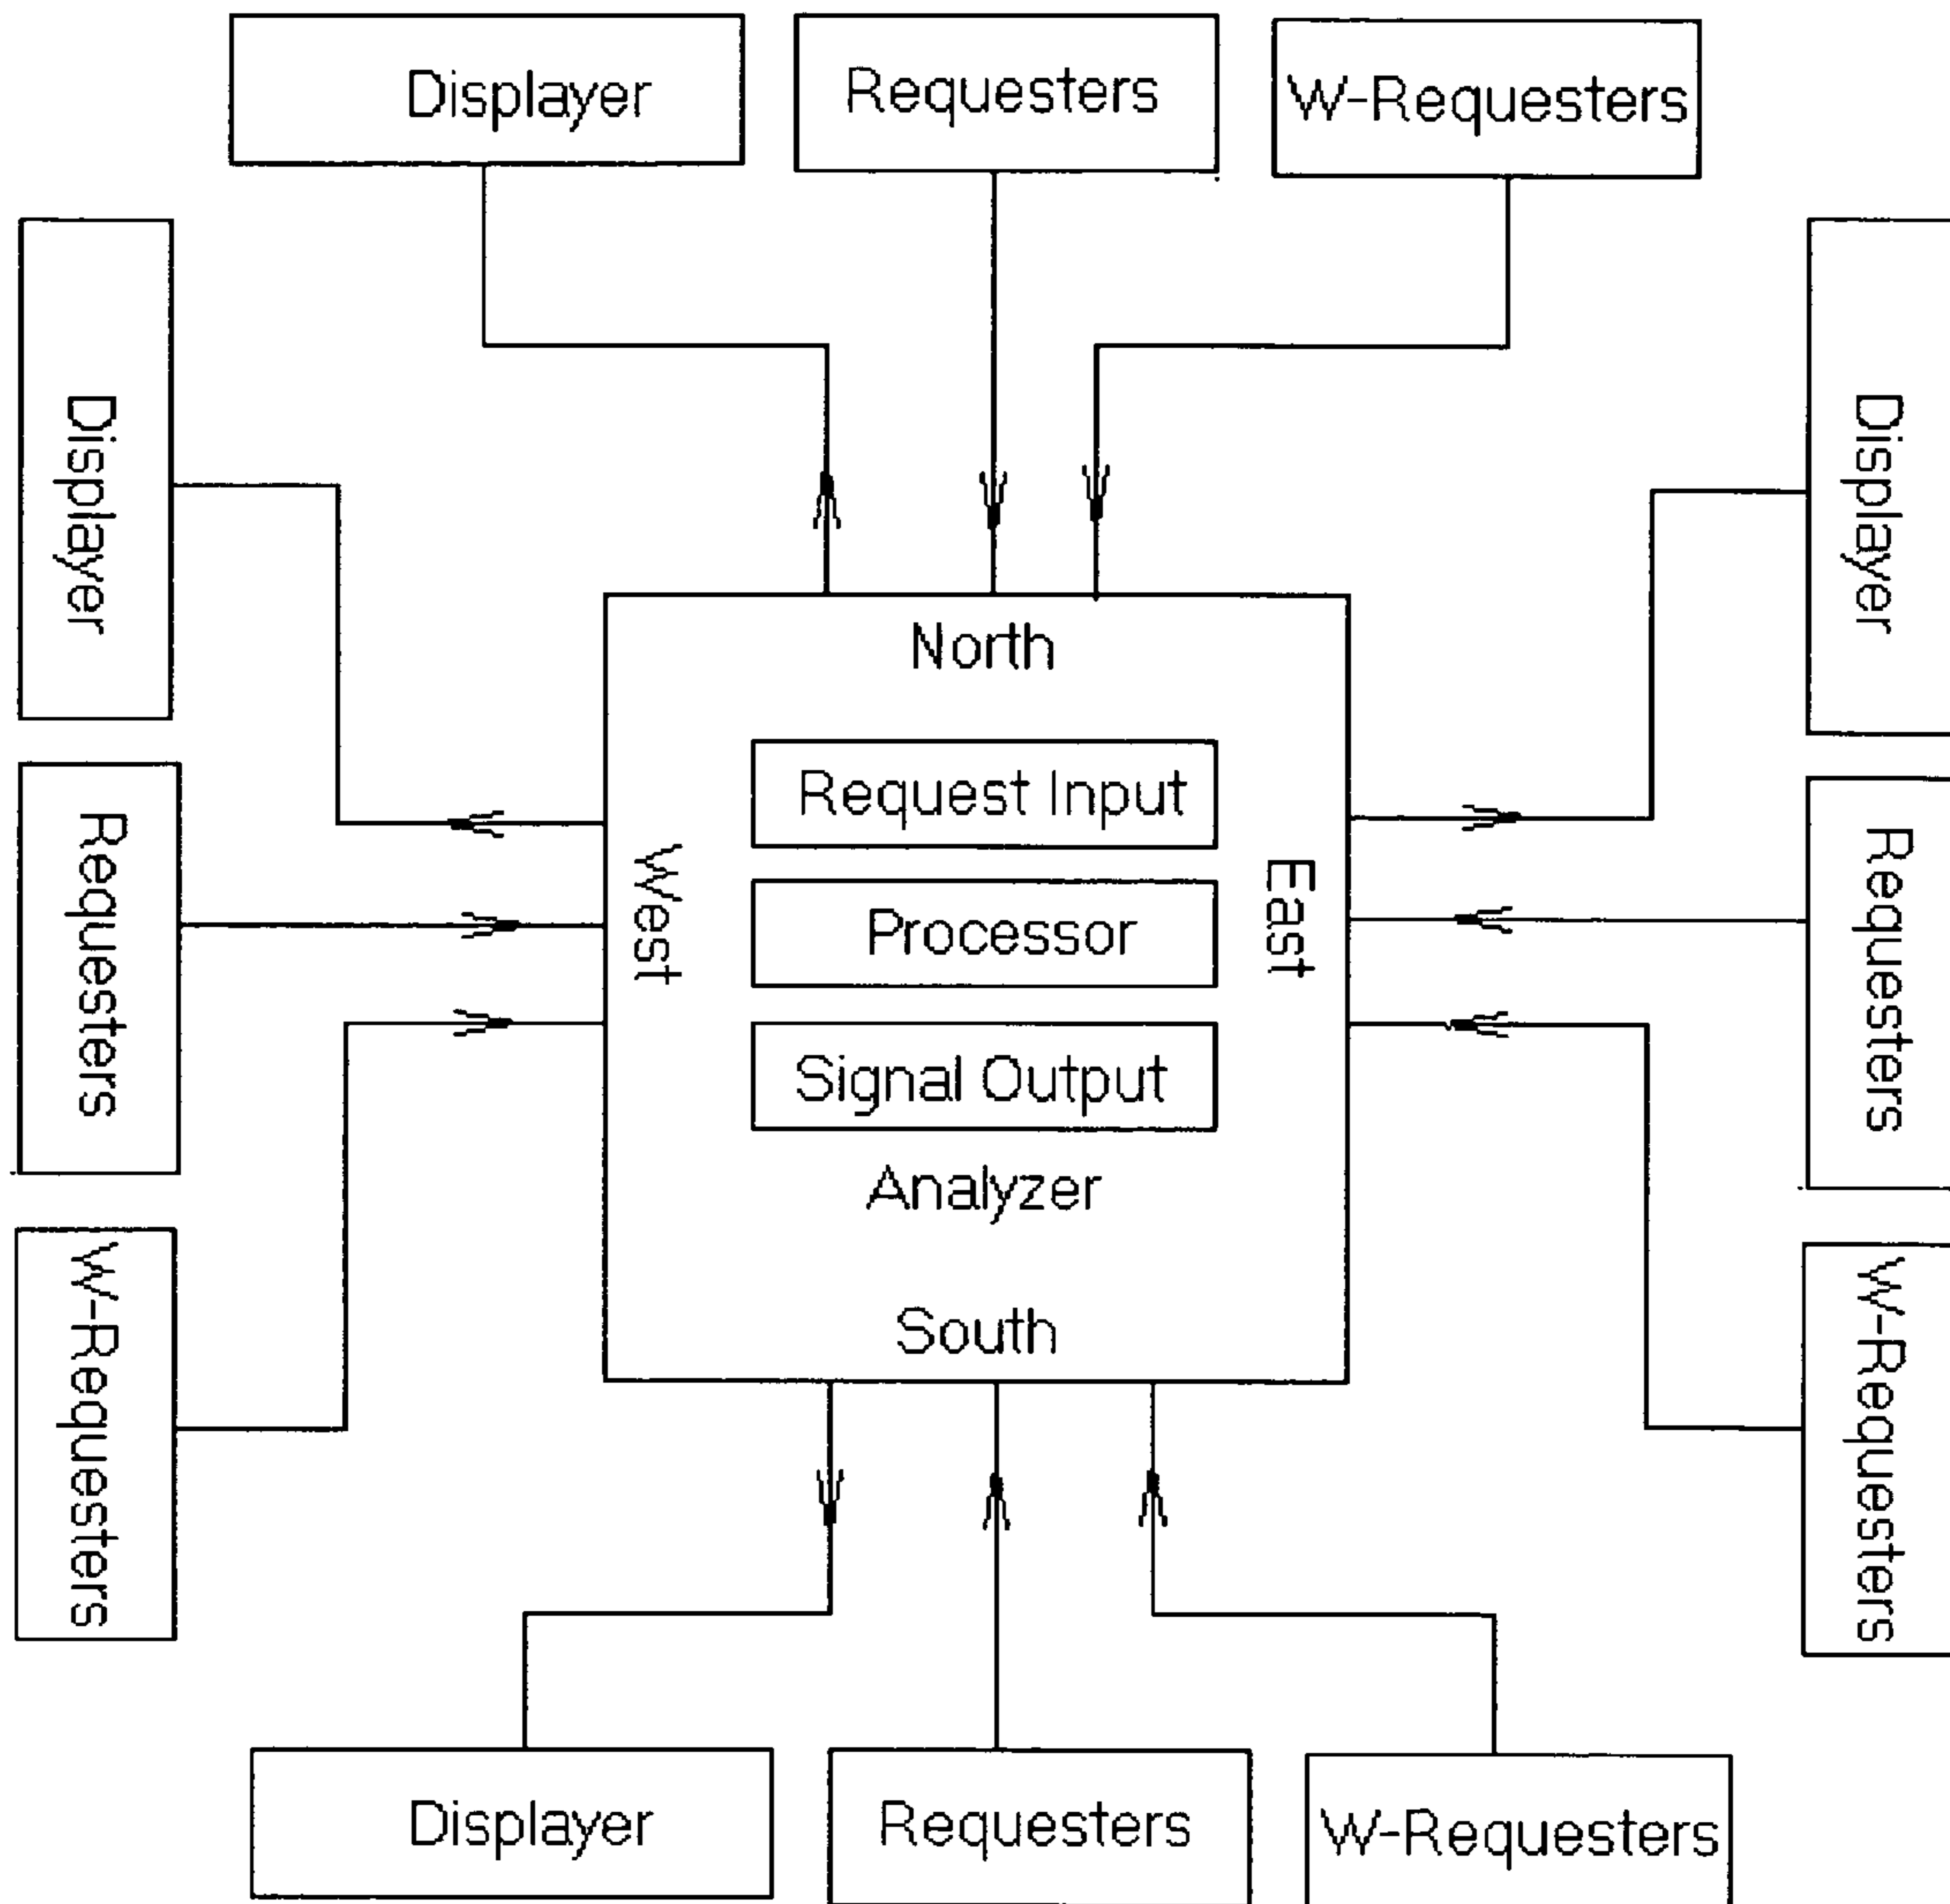 Displayer
Requesters
W-Requesters
Displayer
Requesters
W-Requesters
North
West
Request Input
Processor
Signal Output
Analyzer
East
South
Displayer
Requesters
W-Requesters
Displayer
Requesters
W-Requesters